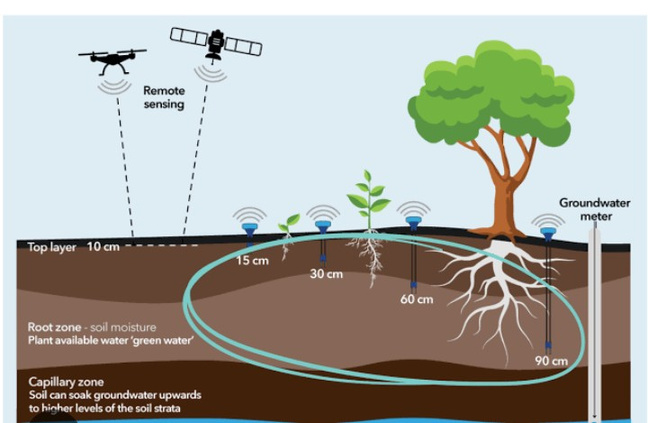 Remote
sensing
Groundwater
meter
Top layer 10 cm
15 cm
30 cm
60 cm
90 cm
Root zone - soil moisture
Plant available water 'green water'
Capillary zone
Soil can soak groundwater upwards
to higher levels of the soil strata